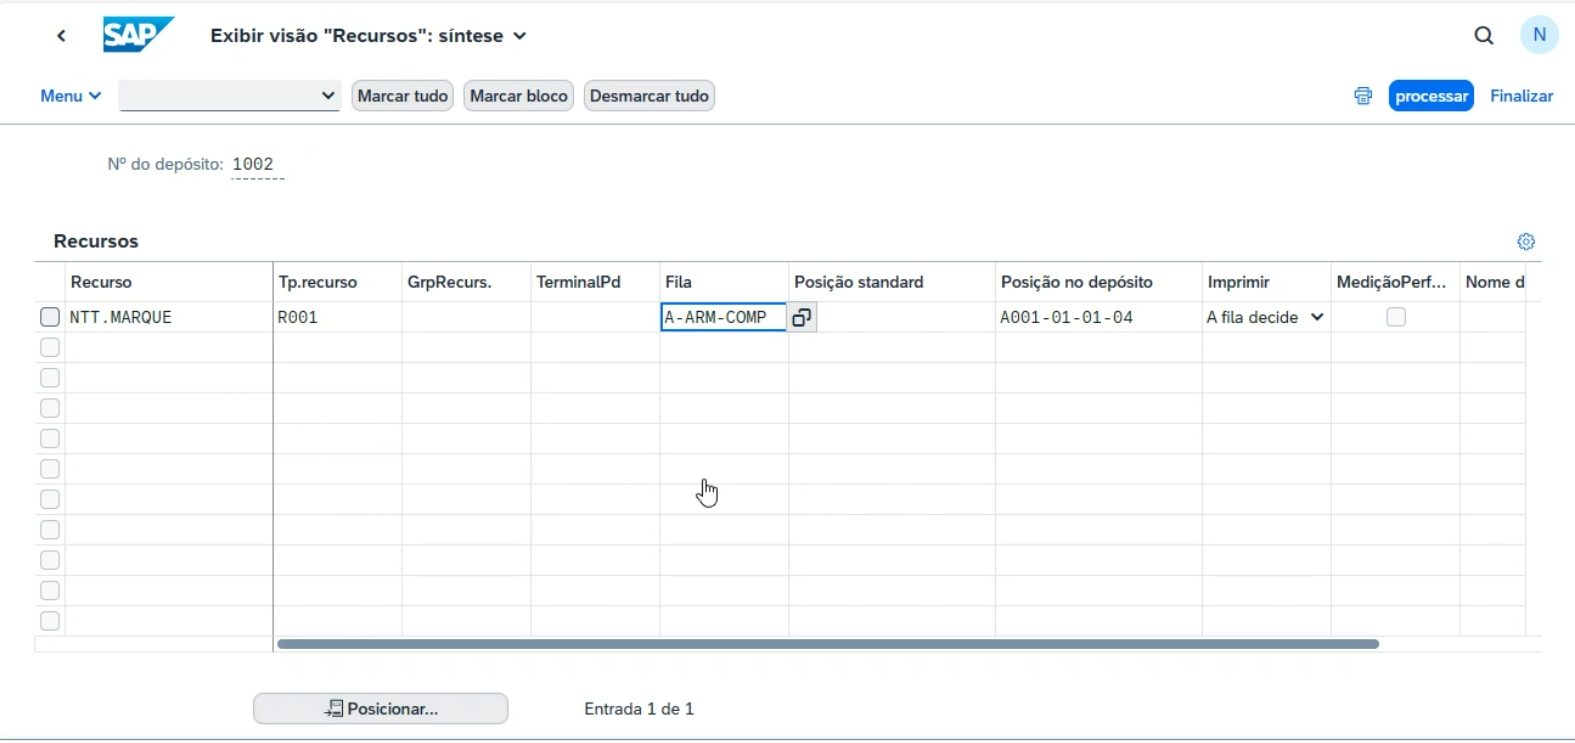 SAP Exibir visão "Recursos": síntese N
Menu Marcar tudo Marcar bloco Desmarcar tudo processar Finalizar
Nº do depósito: 1002
Recursos
Recurso Tp.recurso GrpRecurs. TerminalPd Fila Posição standard Posição no depósito Imprimir MediçãoPerf... Nome d
NTT.MARQUE R001 A-ARM-COMP A001-01-01-04 A fila decide
Posicionar... Entrada 1 de 1